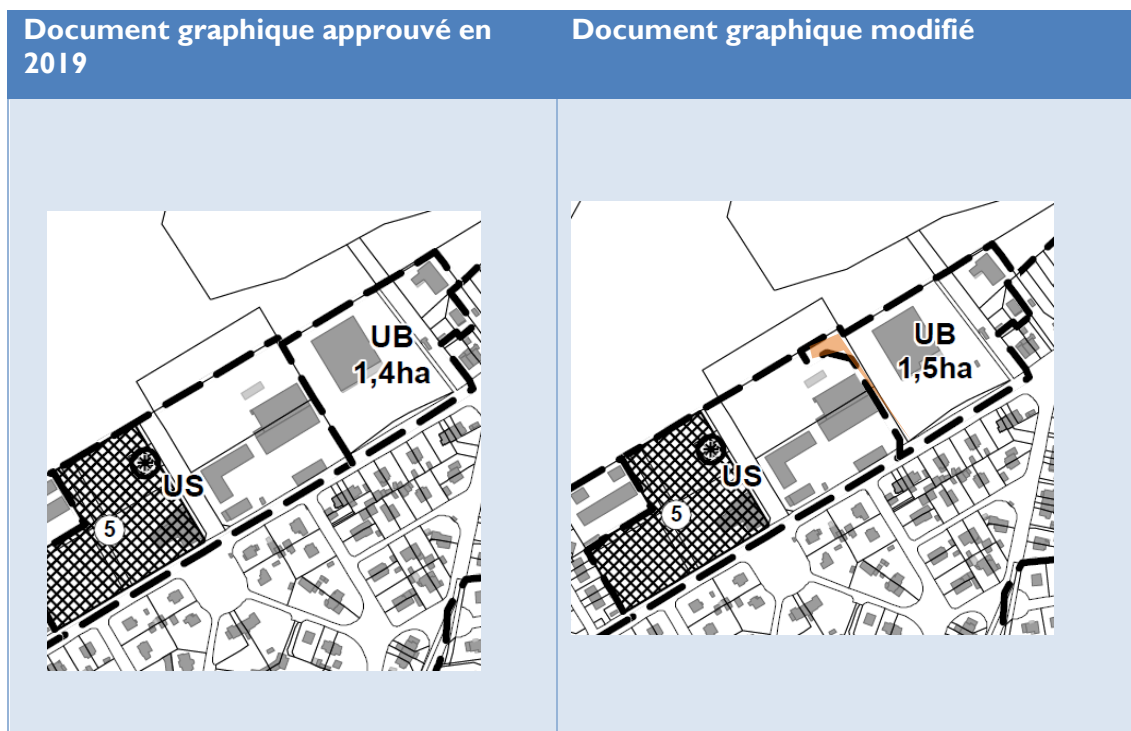 Document graphique approuvé en
2019
Document graphique modifié
UB
1,4ha
US
5
UB
1,5ha
US
5